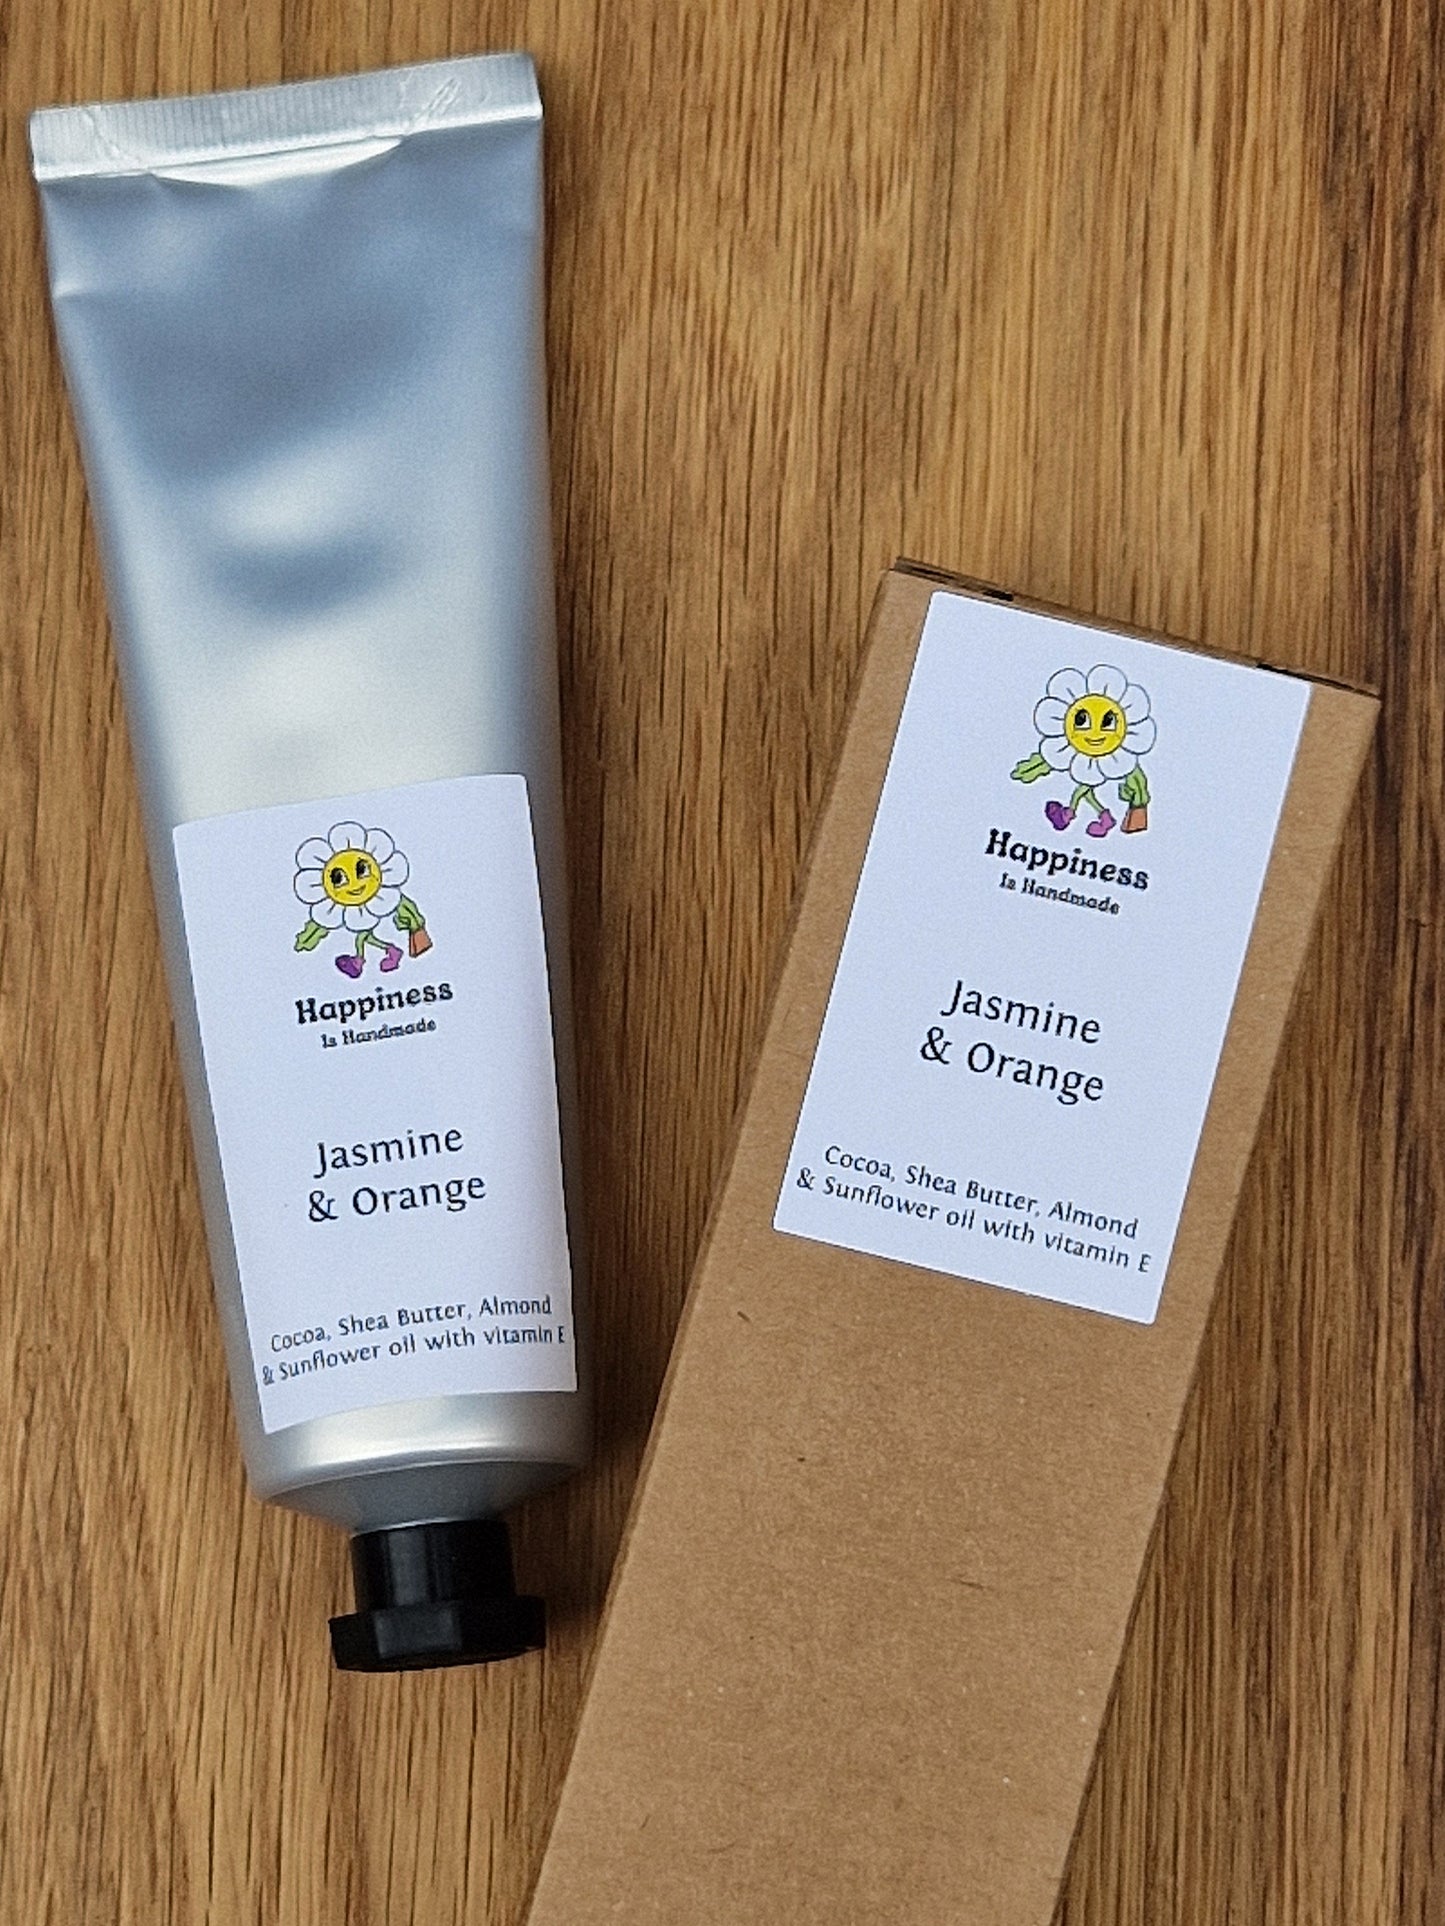 Happiness
Is Handmade
Jasmine
& Orange
Cocoa, Shea Butter, Almond
& Sunflower oil with vitamin E
Happiness
Is Handmade
Jasmine
& Orange
Cocoa, Shea Butter, Almond
& Sunflower oil with vitamin E